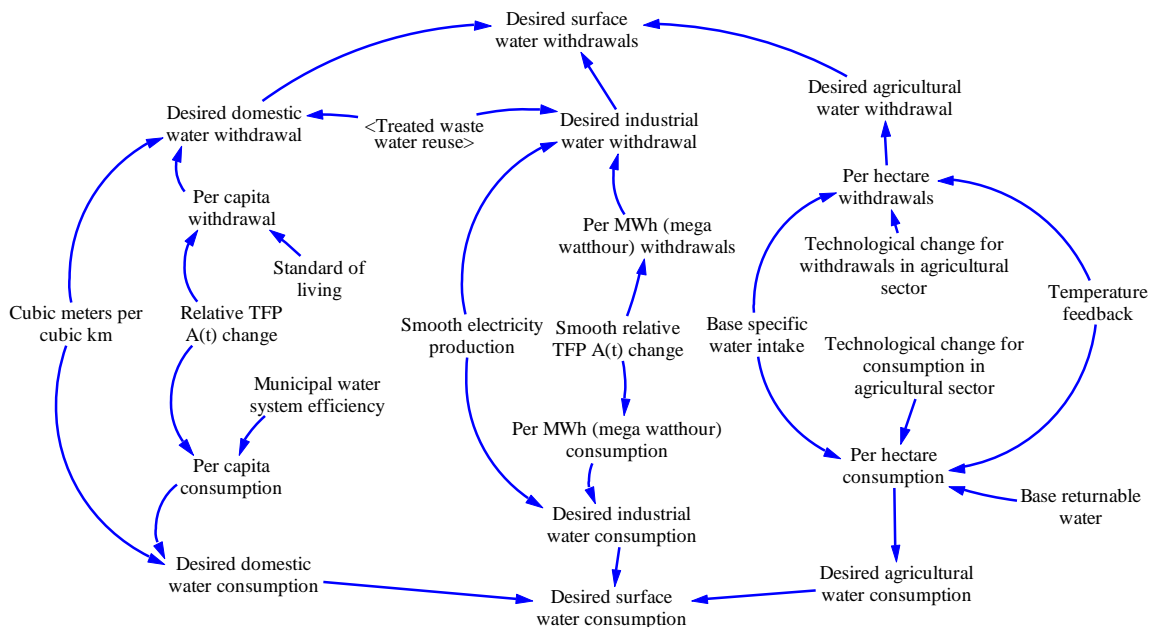 Desired surface
water withdrawals
Desired domestic
water withdrawal
<Treated waste
water reuse>
Desired industrial
water withdrawal
Desired agricultural
water withdrawal
Per capita
withdrawal
Per MWh (mega
watthour) withdrawals
Per hectare
withdrawals
Standard of
living
Technological change for
withdrawals in agricultural
sector
Cubic meters per
cubic km
Relative TFP
A(t) change
Smooth electricity
production
Smooth relative
TFP A(t) change
Base specific
water intake
Temperature
feedback
Technological change for
consumption in
agricultural sector
Municipal water
system efficiency
Per capita
consumption
Per MWh (mega watthour)
consumption
Per hectare
consumption
Base returnable
water
Desired industrial
water consumption
Desired domestic
water consumption
Desired agricultural
water consumption
Desired surface
water consumption